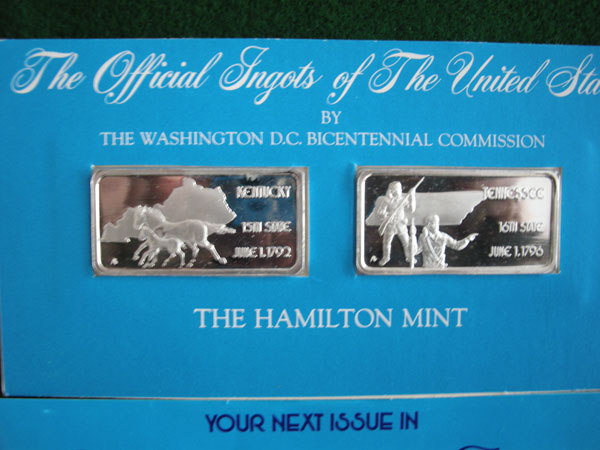 The Official Ingots of The United Sta
BY
THE WASHINGTON D.C. BICENTENNIAL COMMISSION
KENTUCKY
15TH STATE
JUNE 1, 1792
TENNESSEE
16TH STATE
JUNE 1, 1796
THE HAMILTON MINT
YOUR NEXT ISSUE IN